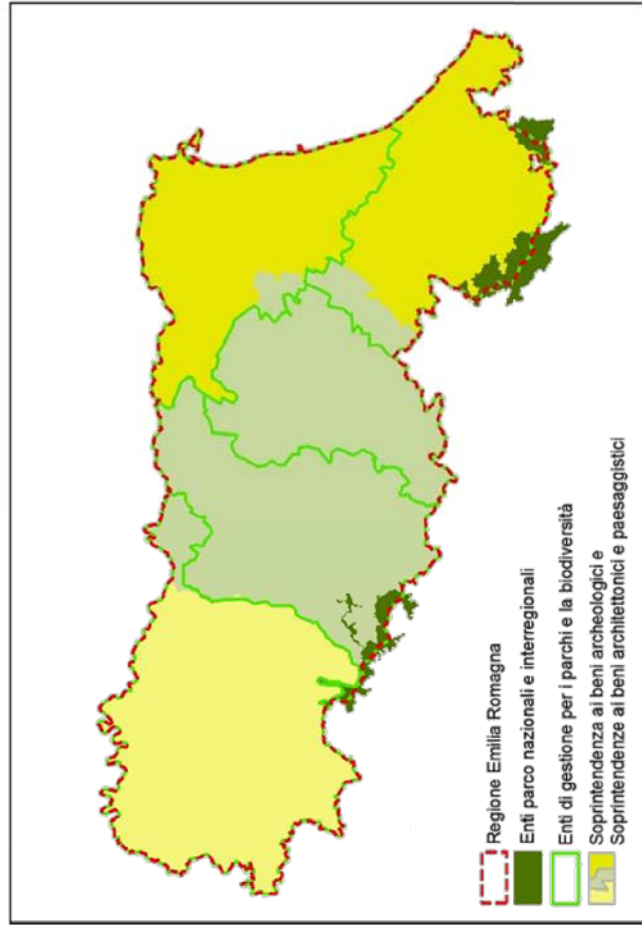 Regione Emilia Romagna
Enti parco nazionali e interregionali
Enti di gestione per i parchi e la biodiversità
Soprintendenza ai beni archeologici e
Soprintendenze ai beni architettonici e paesaggistici